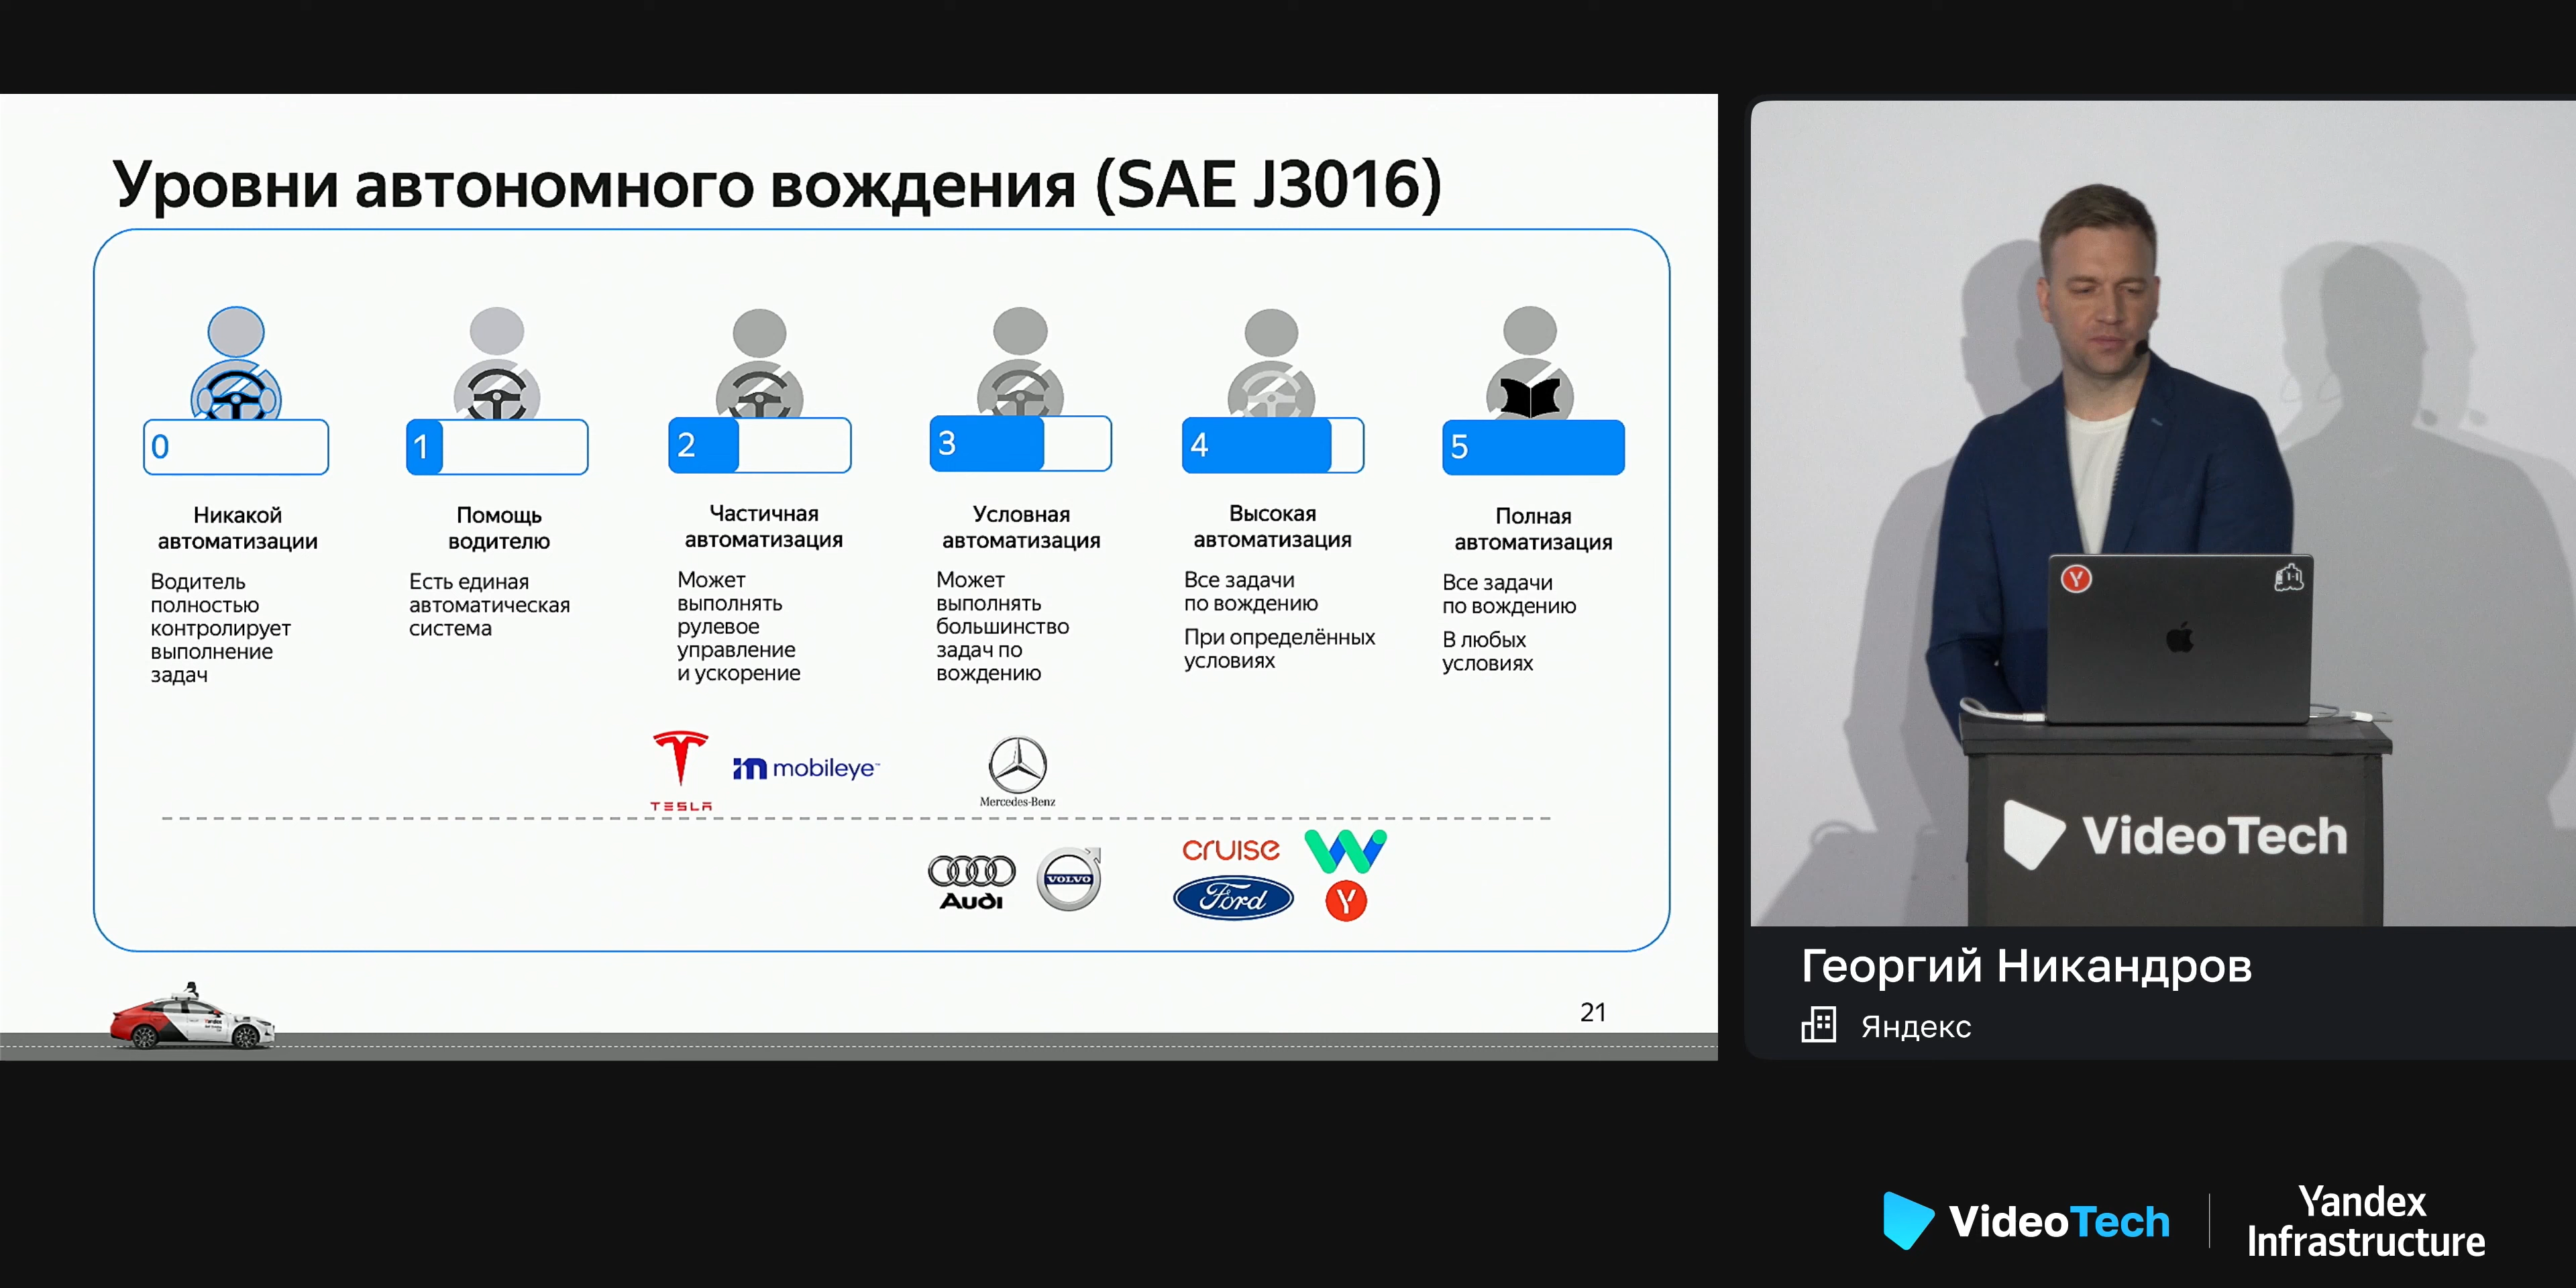 Уровни автономного вождения (SAE J3016)
0
1
2
3
4
5
Никакой
автоматизации
Водитель
полностью
контролирует
выполнение
задач
Помощь
водителю
Есть единая
автоматическая
система
Частичная
автоматизация
Может
выполнять
рулевое
управление
и ускорение
Условная
автоматизация
Может
выполнять
большинство
задач по
вождению
Высокая
автоматизация
Все задачи
по вождению
При определённых
условиях
Полная
автоматизация
Все задачи
по вождению
В любых
условиях
TESLA
mobileye™
Mercedes-Benz
Audi
VOLVO
cruise
Ford
Y
21
Y
VideoTech
Георгий Никандров
Яндекс
VideoTech
Yandex
Infrastructure